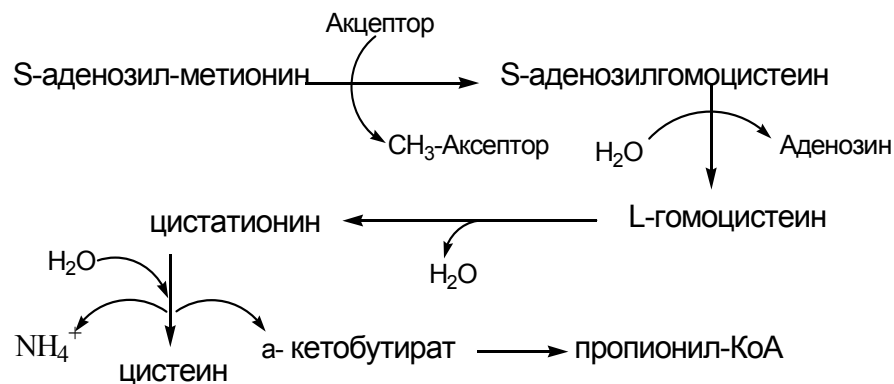 Акцептор
S-аденозил-метионин S-аденозилгомоцистеин
CH3-Аксептор H2O Аденозин
цистатионин L-гомоцистеин
H2O H2O
NH4+ цистеин а- кетобутират пропионил-КоА